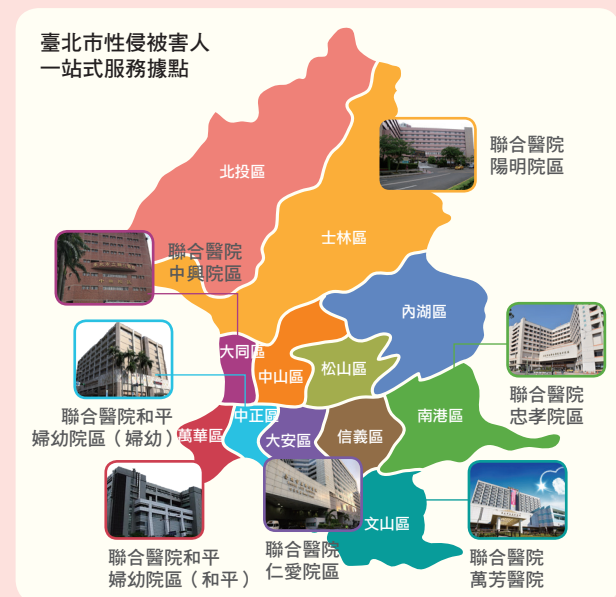 臺北市性侵被害人
一站式服務據點
北投區
聯合醫院
陽明院區
士林區
聯合醫院
中興院區
內湖區
大同區
中山區
松山區
聯合醫院
忠孝院區
聯合醫院和平
婦幼院區（婦幼）
中正區
萬華區
大安區
信義區
南港區
文山區
聯合醫院和平
婦幼院區（和平）
聯合醫院
仁愛院區
聯合醫院
萬芳醫院